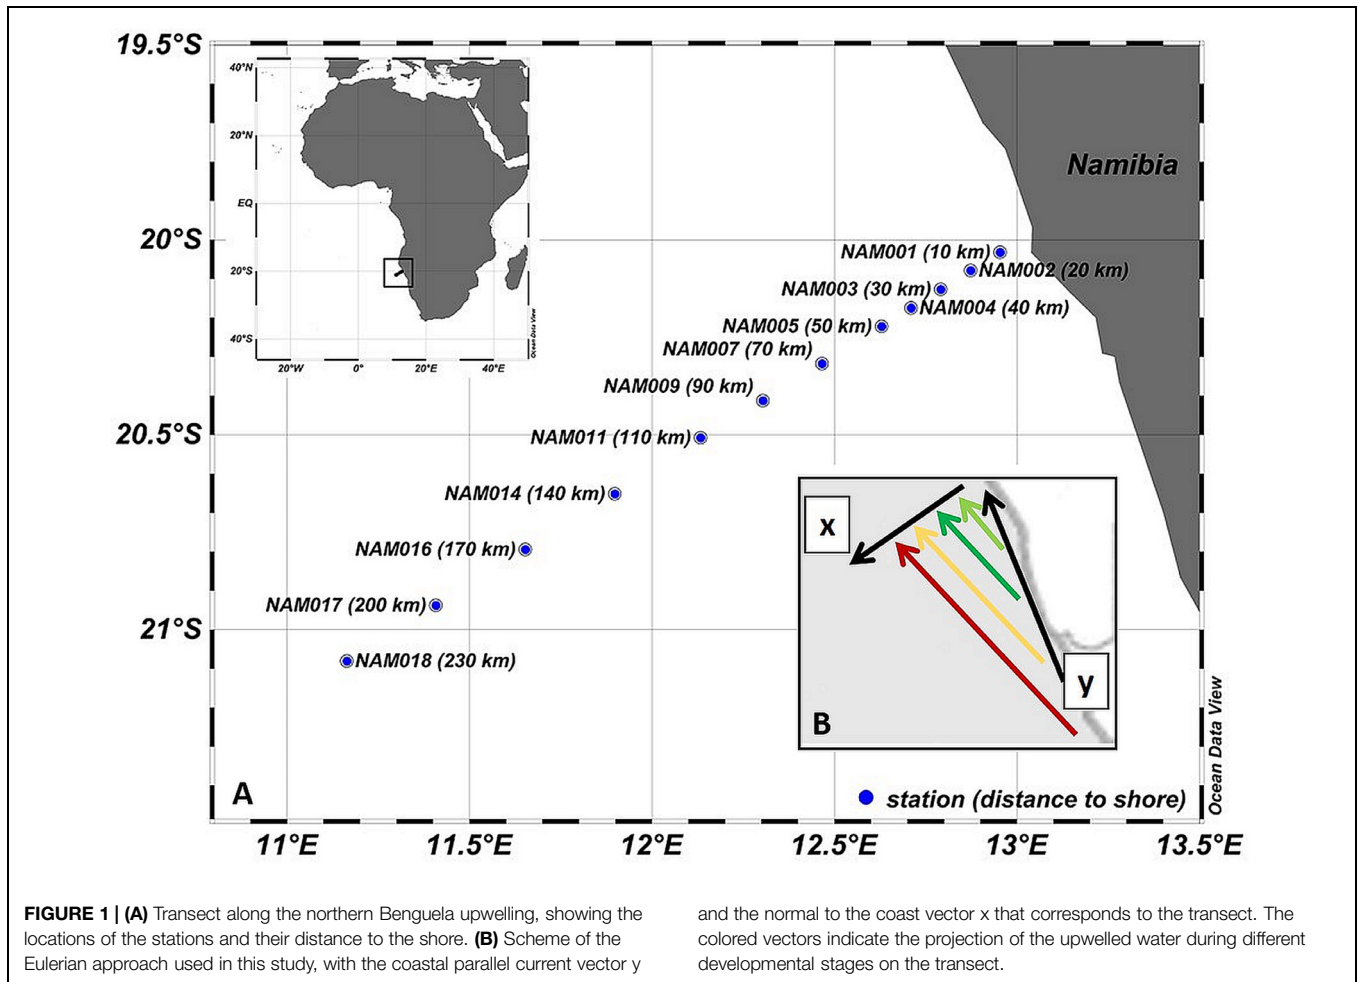 19.5°S
20°S
20.5°S
21°S
11°E
11.5°E
12°E
12.5°E
13°E
13.5°E
40°N
20°N
EQ
20°S
40°S
20°W
0°
20°E
40°E
Ocean Data View
Namibia
NAM001 (10 km)
NAM002 (20 km)
NAM003 (30 km)
NAM004 (40 km)
NAM005 (50 km)
NAM007 (70 km)
NAM009 (90 km)
NAM011 (110 km)
NAM014 (140 km)
NAM016 (170 km)
NAM017 (200 km)
NAM018 (230 km)
x
y
B
A
station (distance to shore)
Ocean Data View
FIGURE 1 | (A) Transect along the northern Benguela upwelling, showing the
locations of the stations and their distance to the shore. (B) Scheme of the
Eulerian approach used in this study, with the coastal parallel current vector y
and the normal to the coast vector x that corresponds to the transect. The
colored vectors indicate the projection of the upwelled water during different
developmental stages on the transect.